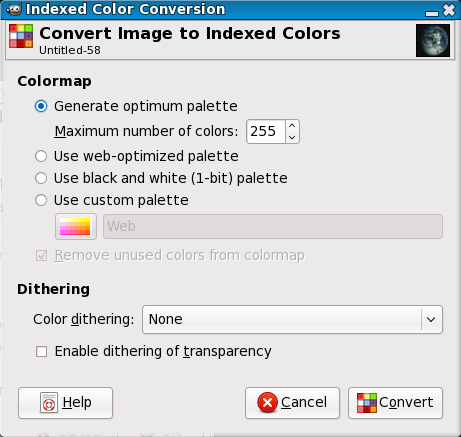 Indexed Color Conversion
Convert Image to Indexed Colors
Untitled-58
Colormap
Generate optimum palette
Maximum number of colors: 255
Use web-optimized palette
Use black and white (1-bit) palette
Use custom palette
Web
Remove unused colors from colormap
Dithering
Color dithering: None
Enable dithering of transparency
Help Cancel Convert